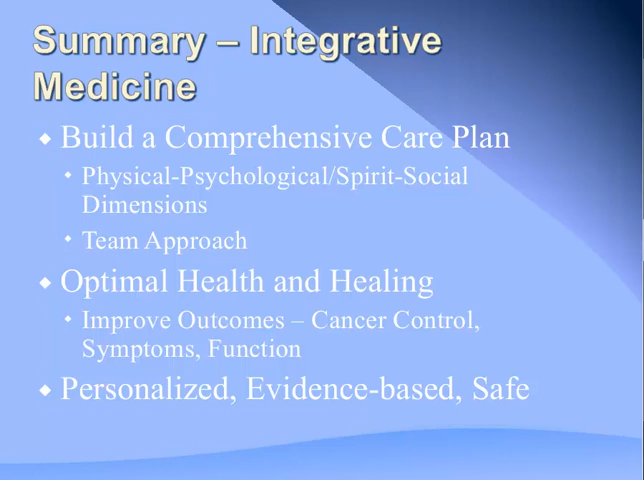 Summary – Integrative
Medicine
Build a Comprehensive Care Plan
Physical-Psychological/Spirit-Social
Dimensions
Team Approach
Optimal Health and Healing
Improve Outcomes – Cancer Control,
Symptoms, Function
Personalized, Evidence-based, Safe